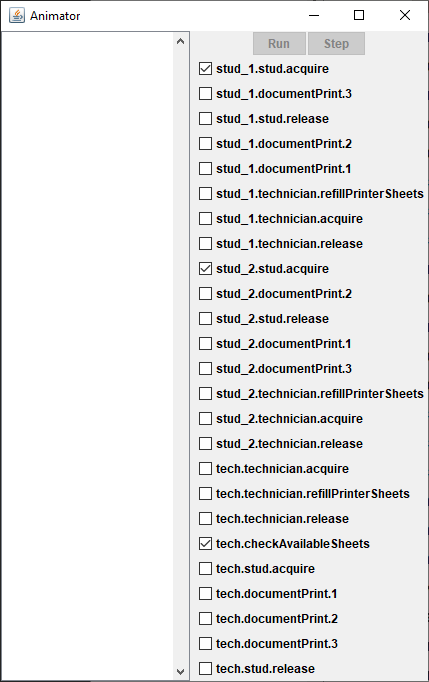 Animator
Run Step
stud_1.stud.acquire
stud_1.documentPrint.3
stud_1.stud.release
stud_1.documentPrint.2
stud_1.documentPrint.1
stud_1.technician.refillPrinterSheets
stud_1.technician.acquire
stud_1.technician.release
stud_2.stud.acquire
stud_2.documentPrint.2
stud_2.stud.release
stud_2.documentPrint.1
stud_2.documentPrint.3
stud_2.technician.refillPrinterSheets
stud_2.technician.acquire
stud_2.technician.release
tech.technician.acquire
tech.technician.refillPrinterSheets
tech.technician.release
tech.checkAvailableSheets
tech.stud.acquire
tech.documentPrint.1
tech.documentPrint.2
tech.documentPrint.3
tech.stud.release